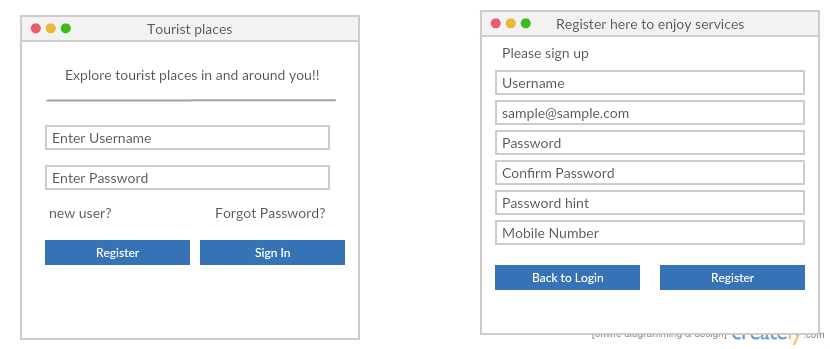 Tourist places
Explore tourist places in and around you!!
Enter Username
Enter Password
new user? Forgot Password?
Register Sign In
Register here to enjoy services
Please sign up
Username
sample@sample.com
Password
Confirm Password
Password hint
Mobile Number
Back to Login Register
[online diagramming & design] creately.com